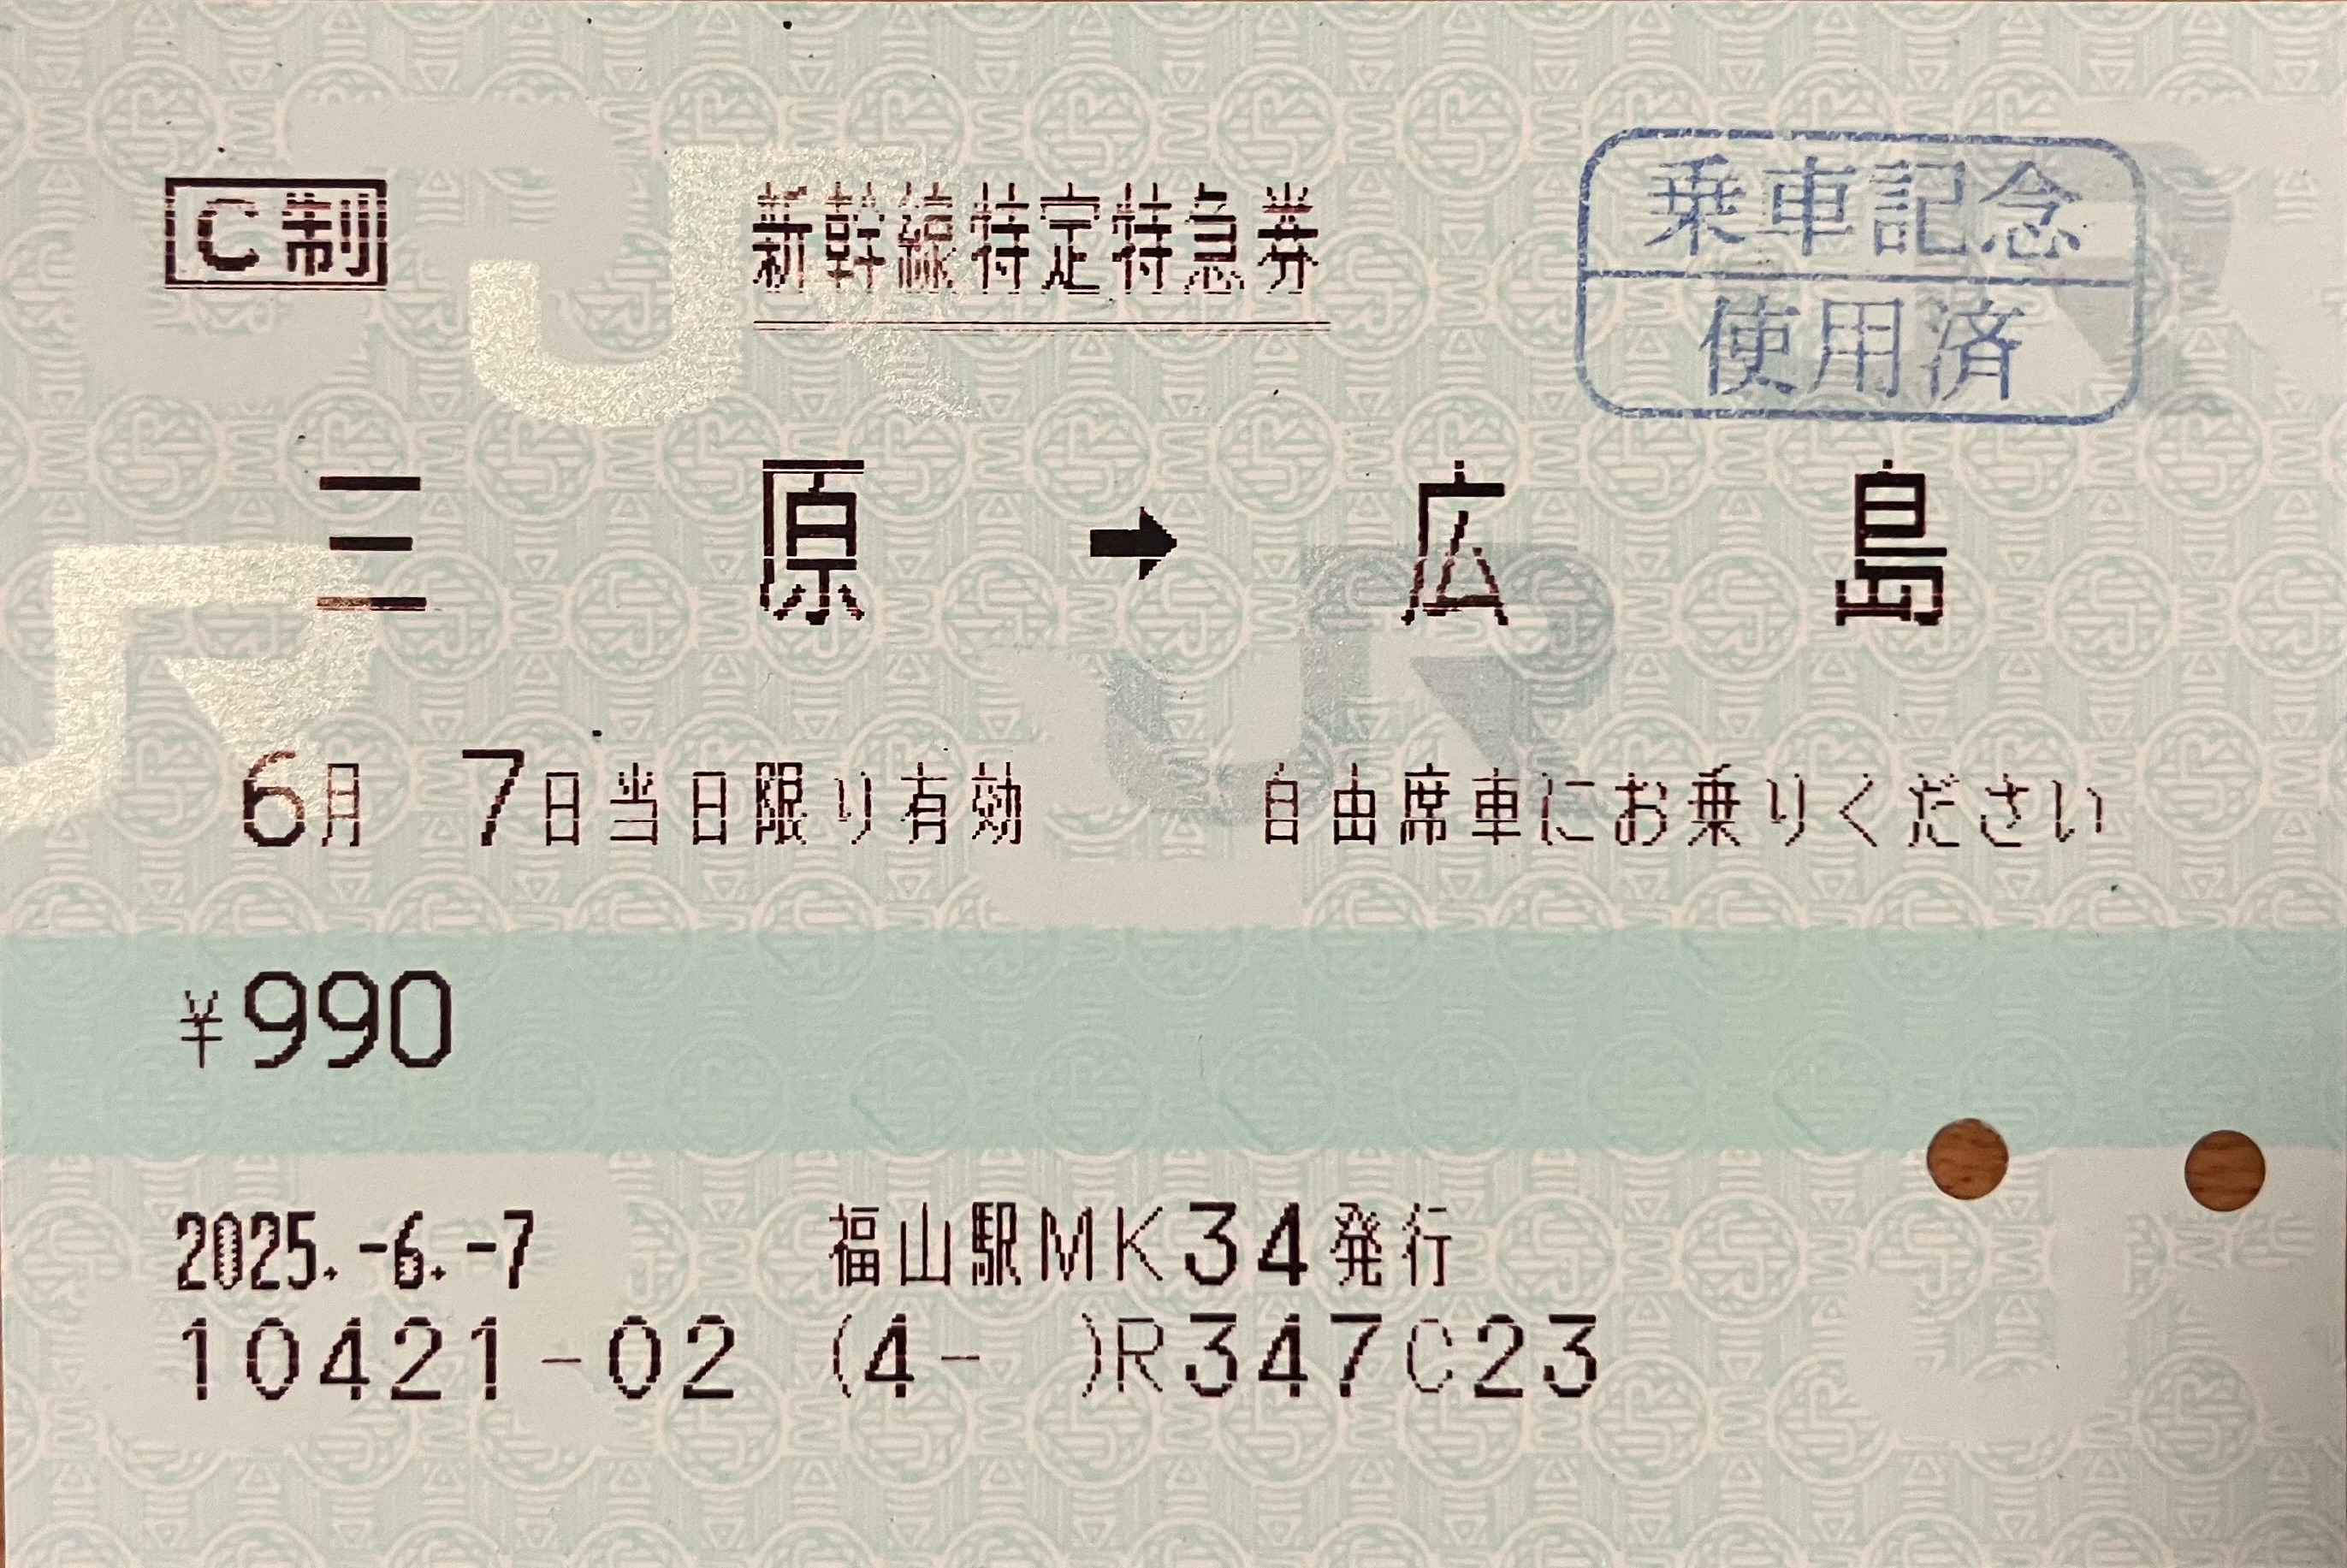 C制 新幹線特定特急券
乗車記念
使用済
三原➡広島
6月 7日当日限り有効 自由席車にお乗りください
¥990
2025.-6.-7 福山駅MK34発行
10421-02 (4- )R347C23